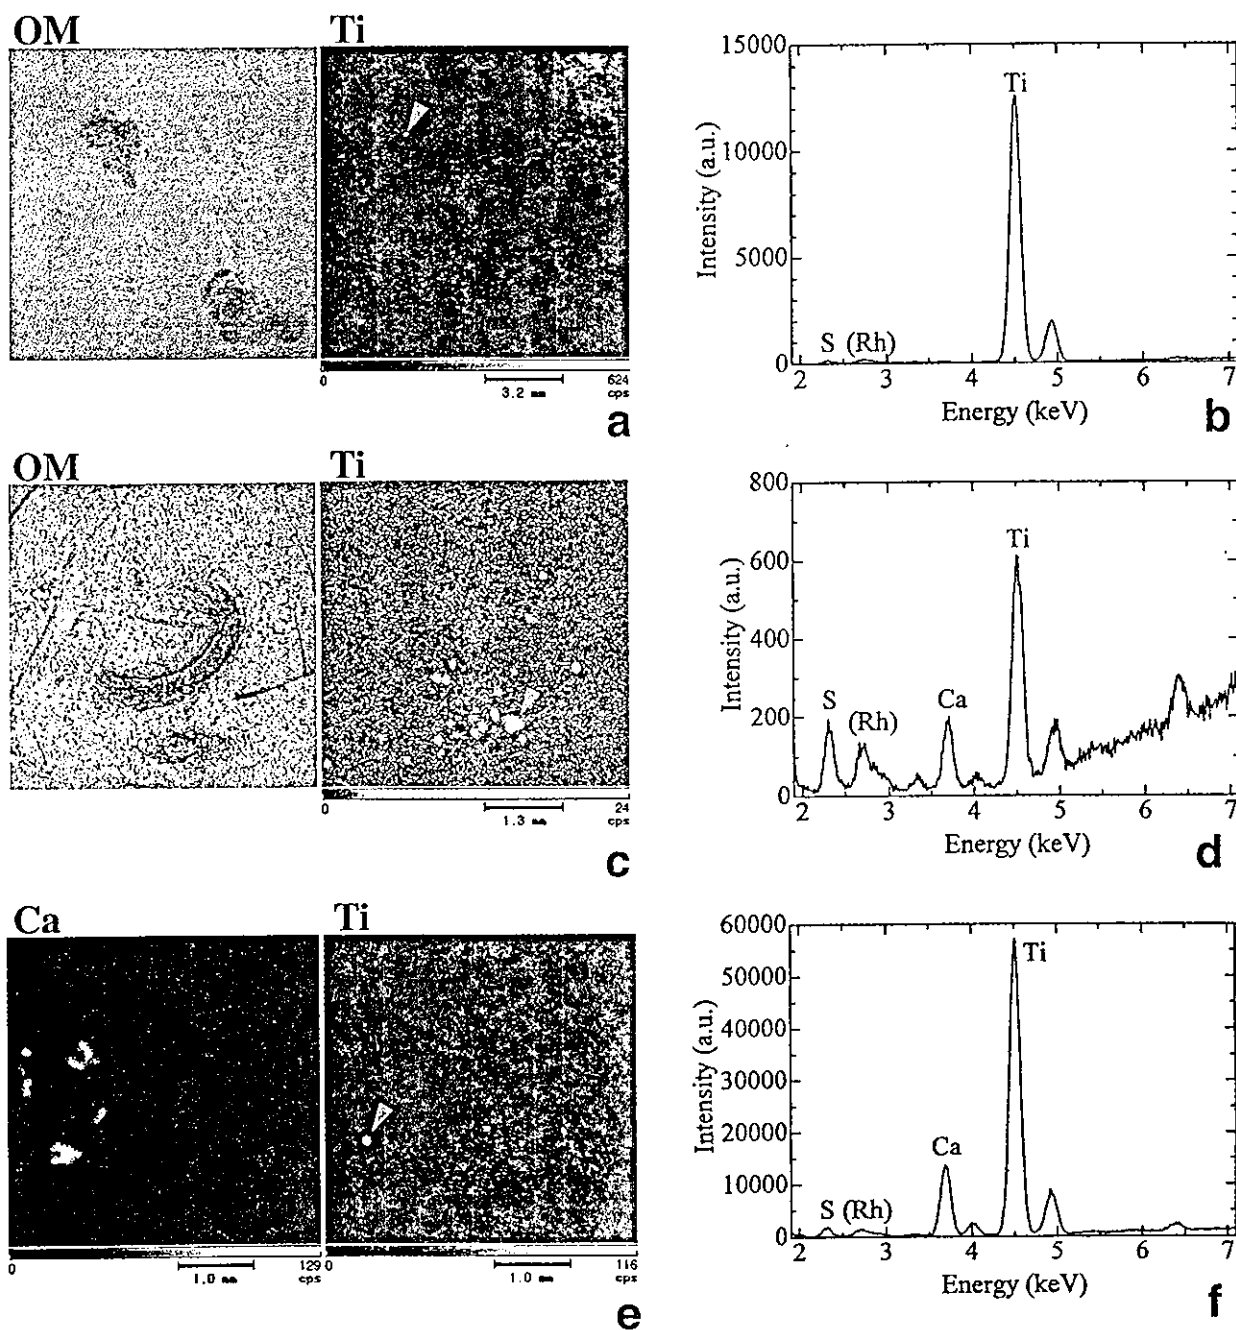 OM Ti
0 3.2 mm 624
cps
a
15000
10000
5000
0
Intensity (a.u.)
Ti
S (Rh)
2 3 4 5 6 7
Energy (keV)
b
OM Ti
0 1.3 mm 24
cps
c
800
600
400
200
0
Intensity (a.u.)
Ti
S
(Rh)
Ca
2 3 4 5 6 7
Energy (keV)
d
Ca Ti
0 1.0 mm 129
cps
0 1.0 mm 116
cps
e
60000
50000
40000
30000
20000
10000
0
Intensity (a.u.)
Ti
Ca
S (Rh)
2 3 4 5 6 7
Energy (keV)
f